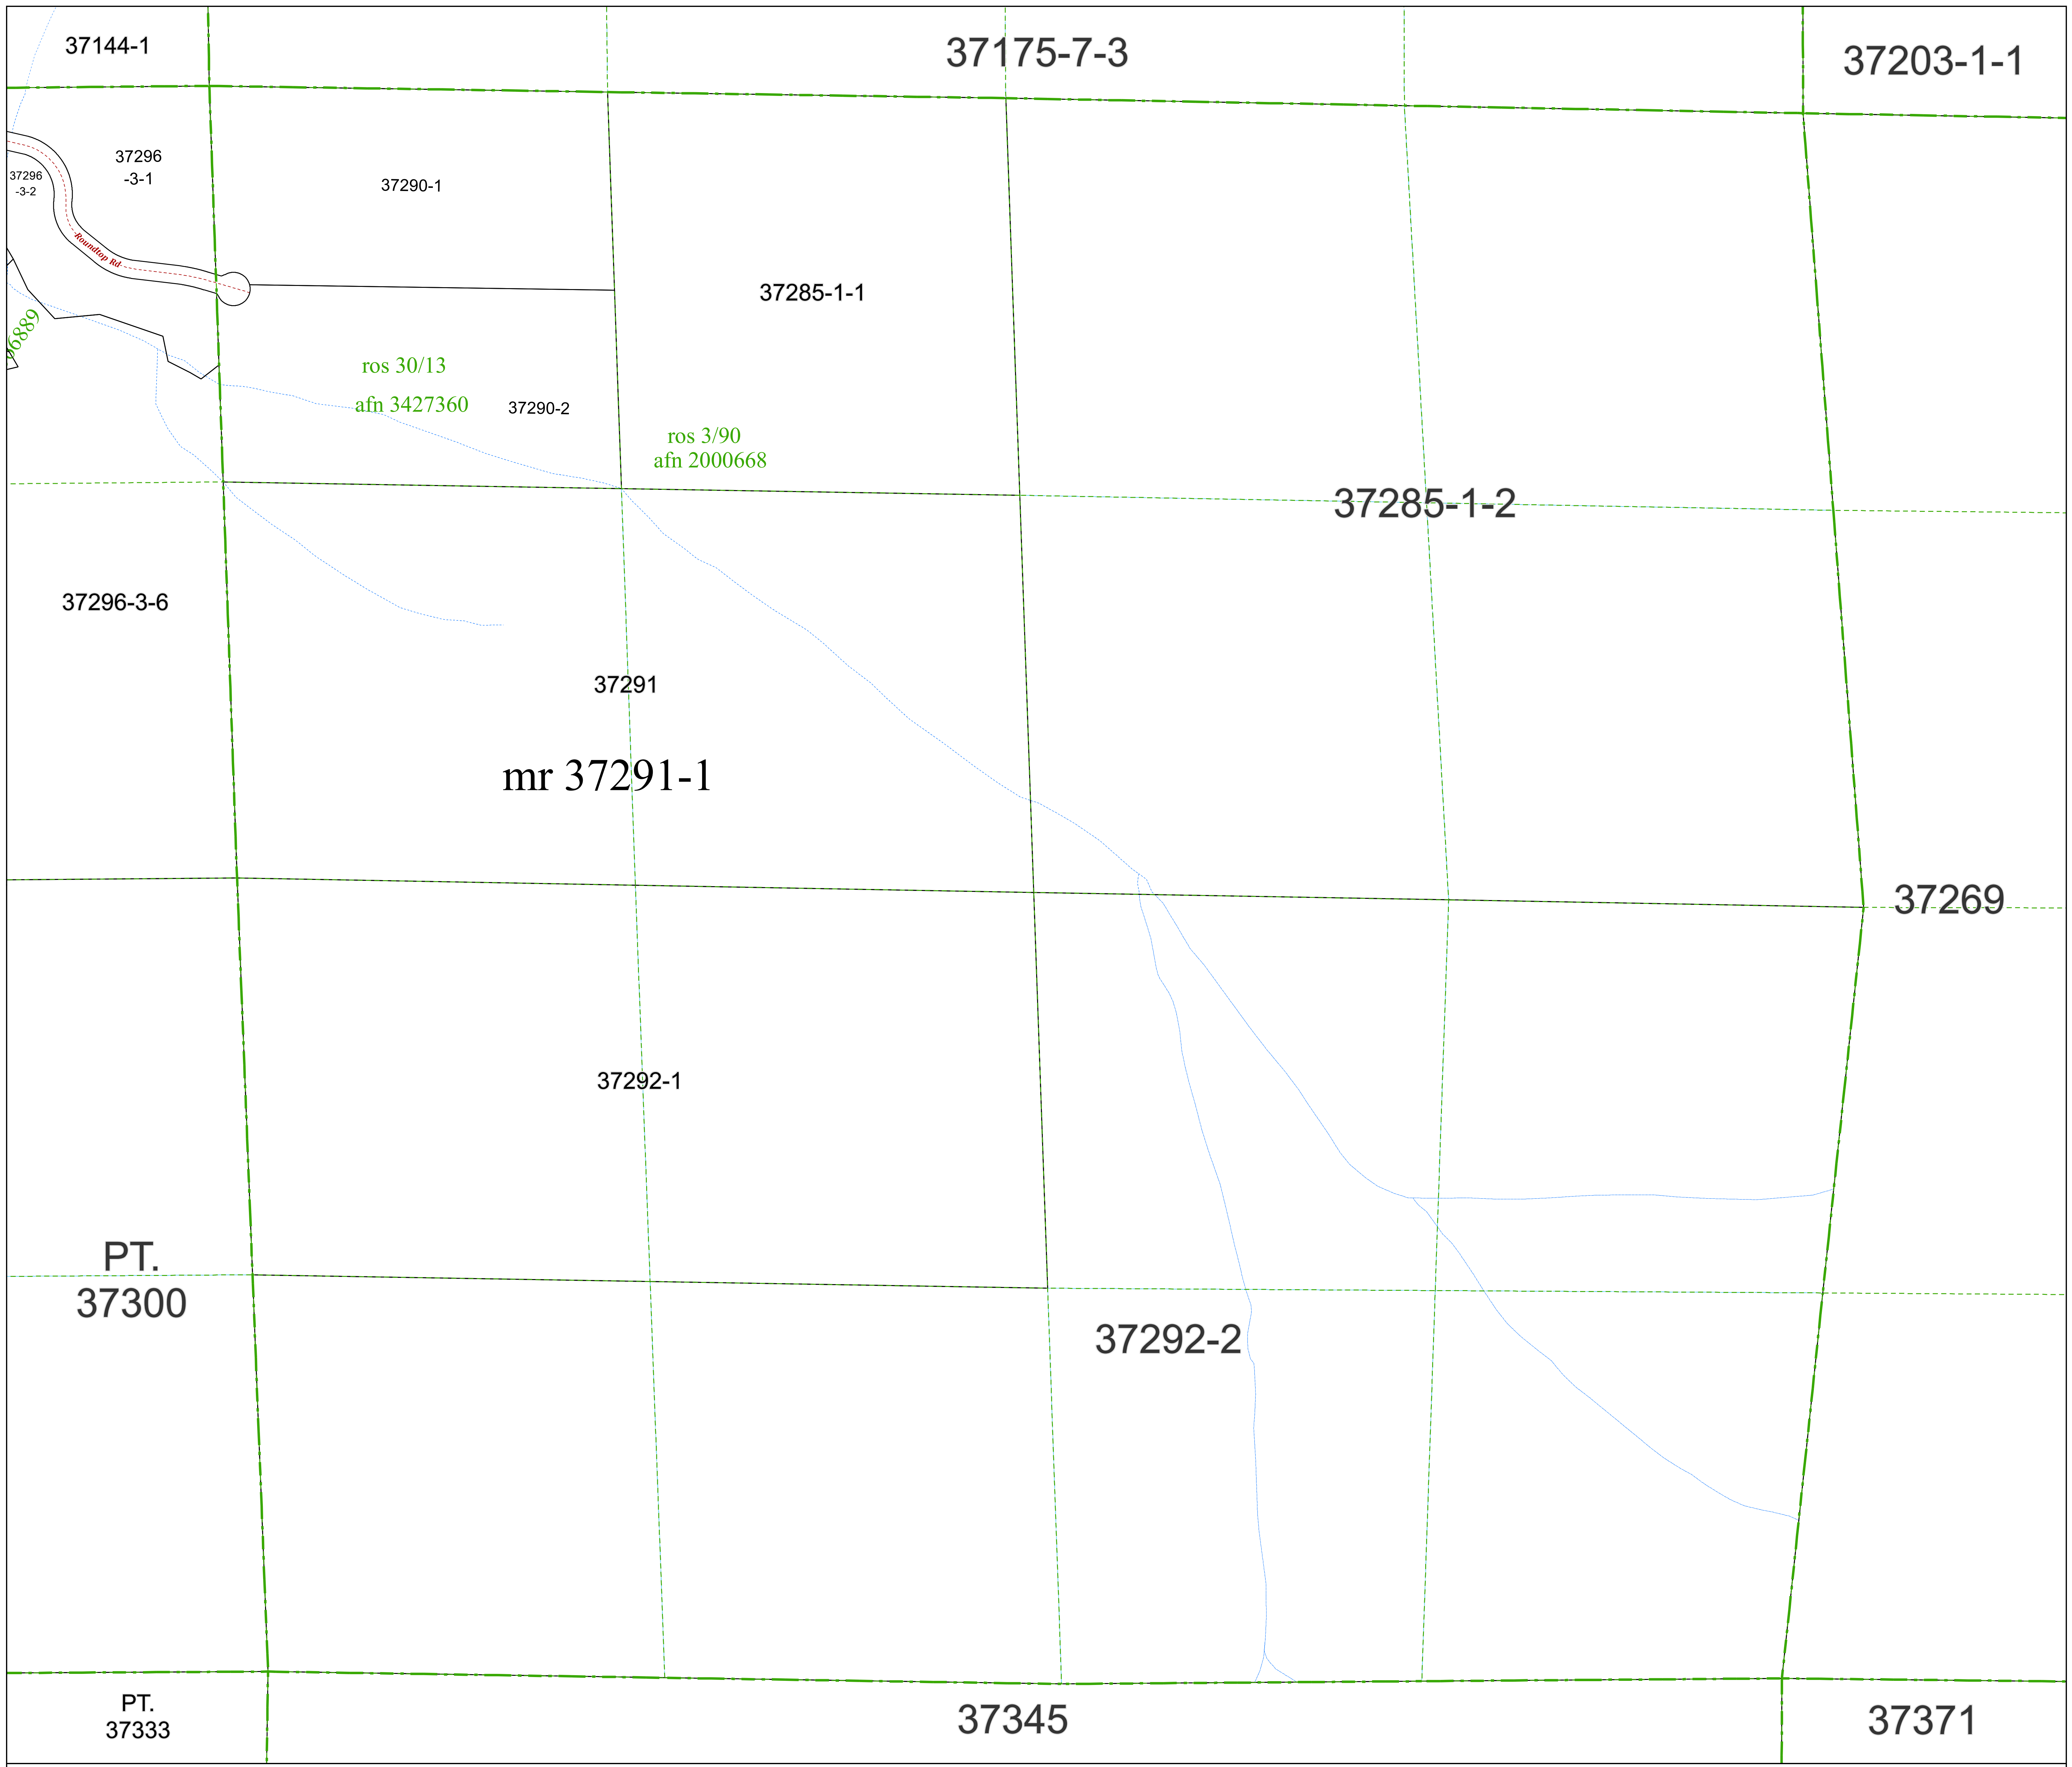 37144-1
37175-7-3
37203-1-1
37296
-3-1
37296
-3-2
37290-1
Roundtop Rd
37285-1-1
ros 30/13
afn 3427360
37290-2
ros 3/90
afn 2000668
37285-1-2
37296-3-6
37291
mr 37291-1
37269
37292-1
PT.
37300
37292-2
PT.
37333
37345
37371